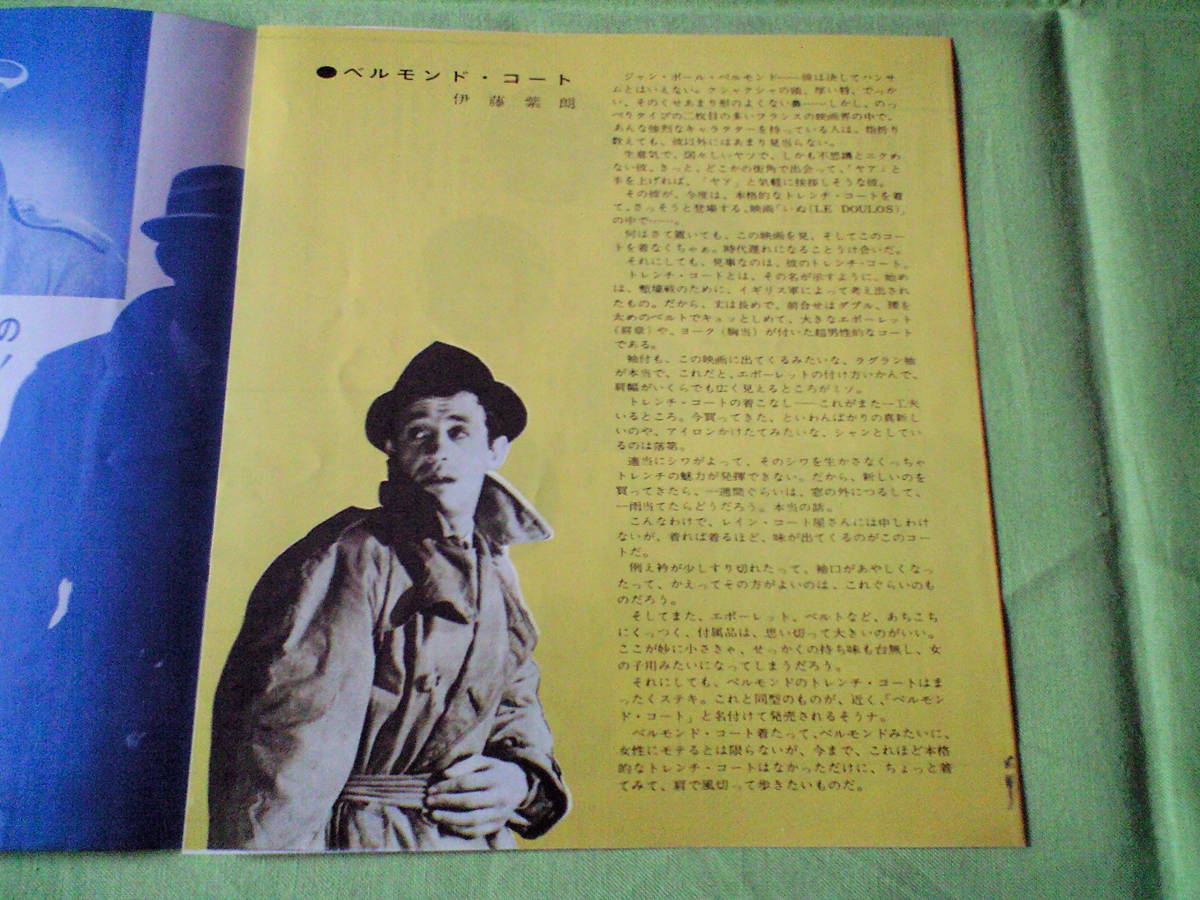 ●ベルモンド・コート
伊藤紫朗
ジャン・ポール・ベルモンド——彼は決してハンサ
ムとはいえない。クシャクシャの頭、厚い唇、でっか
い、そのくせあまり形のよくない鼻……しかし、のっ
ぺりタイプの二枚目の多いフランスの映画界の中で、
あんな強烈なキャラクターを持っている人は、指折り
数えても、彼以外にはあまり見当らない。
生意気で、図々しいヤツで、しかも不思議とニクめ
ない彼。きっと、どこかの街角で出会って、「ヤア」と
手を上げれば、「ヤア」と気軽に挨拶しそうな彼。
その彼が、今度は、本格的なトレンチ・コートを着
て、さっそうと登場する、映画「いぬ(LE DOULOS)」
の中で……。
何はさて置いても、この映画を見、そしてこのコー
トを着なくちゃぁ。時代遅れになることうけ合いだ。
それにしても、見事なのは、彼のトレンチ・コート。
トレンチ・コートとは、その名が示すように、始め
は、塹壕戦のために、イギリス軍によって考え出され
たもの。だから、丈は長めで、前合せはダブル、腰を
太めのベルトでキュッとしめて、大きなエポーレット
(肩章)や、ヨーク(胸当)が付いた超男性的なコート
である。
袖付も、この映画に出てくるみたいな、ラグラン袖
が本当で、これだと、エポーレットの付け方いかんで、
肩幅がいくらでも広く見えるところがミソ。
トレンチ・コートの着こなし——これがまた一工夫
いるところ。今買ってきた、といわんばかりの真新し
いのや、アイロンかけたてみたいな、シャンとしてい
るのは落第。
適当にシワがよって、そのシワを生かさなくっちゃ
トレンチの魅力が発揮できない。だから、新しいのを
買ってきたら、一週間ぐらいは、窓の外につるして、
一雨当てたらどうだろう。本当の話。
こんなわけで、レイン・コート屋さんには申しわけ
ないが、着れば着るほど、味が出てくるのがこのコー
トだ。
例え衿が少しすり切れたって、袖口があやしくなっ
たって、かえってその方がよいのは、これぐらいのも
のだろう。
そしてまた、エポーレット、ベルトなど、あちこち
にくっつく、付属品は、思い切って大きいのがいい。
ここが妙に小さきゃ、せっかくの持ち味も台無し、女
の子用みたいになってしまうだろう。
それにしても、ベルモンドのトレンチ・コートはま
ったくステキ。これと同型のものが、近く、「ベルモン
ド・コート」と名付けて発売されるそうナ。
ベルモンド・コート着たって、ベルモンドみたいに、
女性にモテるとは限らないが、今まで、これほど本格
的なトレンチ・コートはなかっただけに、ちょっと着
てみて、肩で風切って歩きたいものだ。